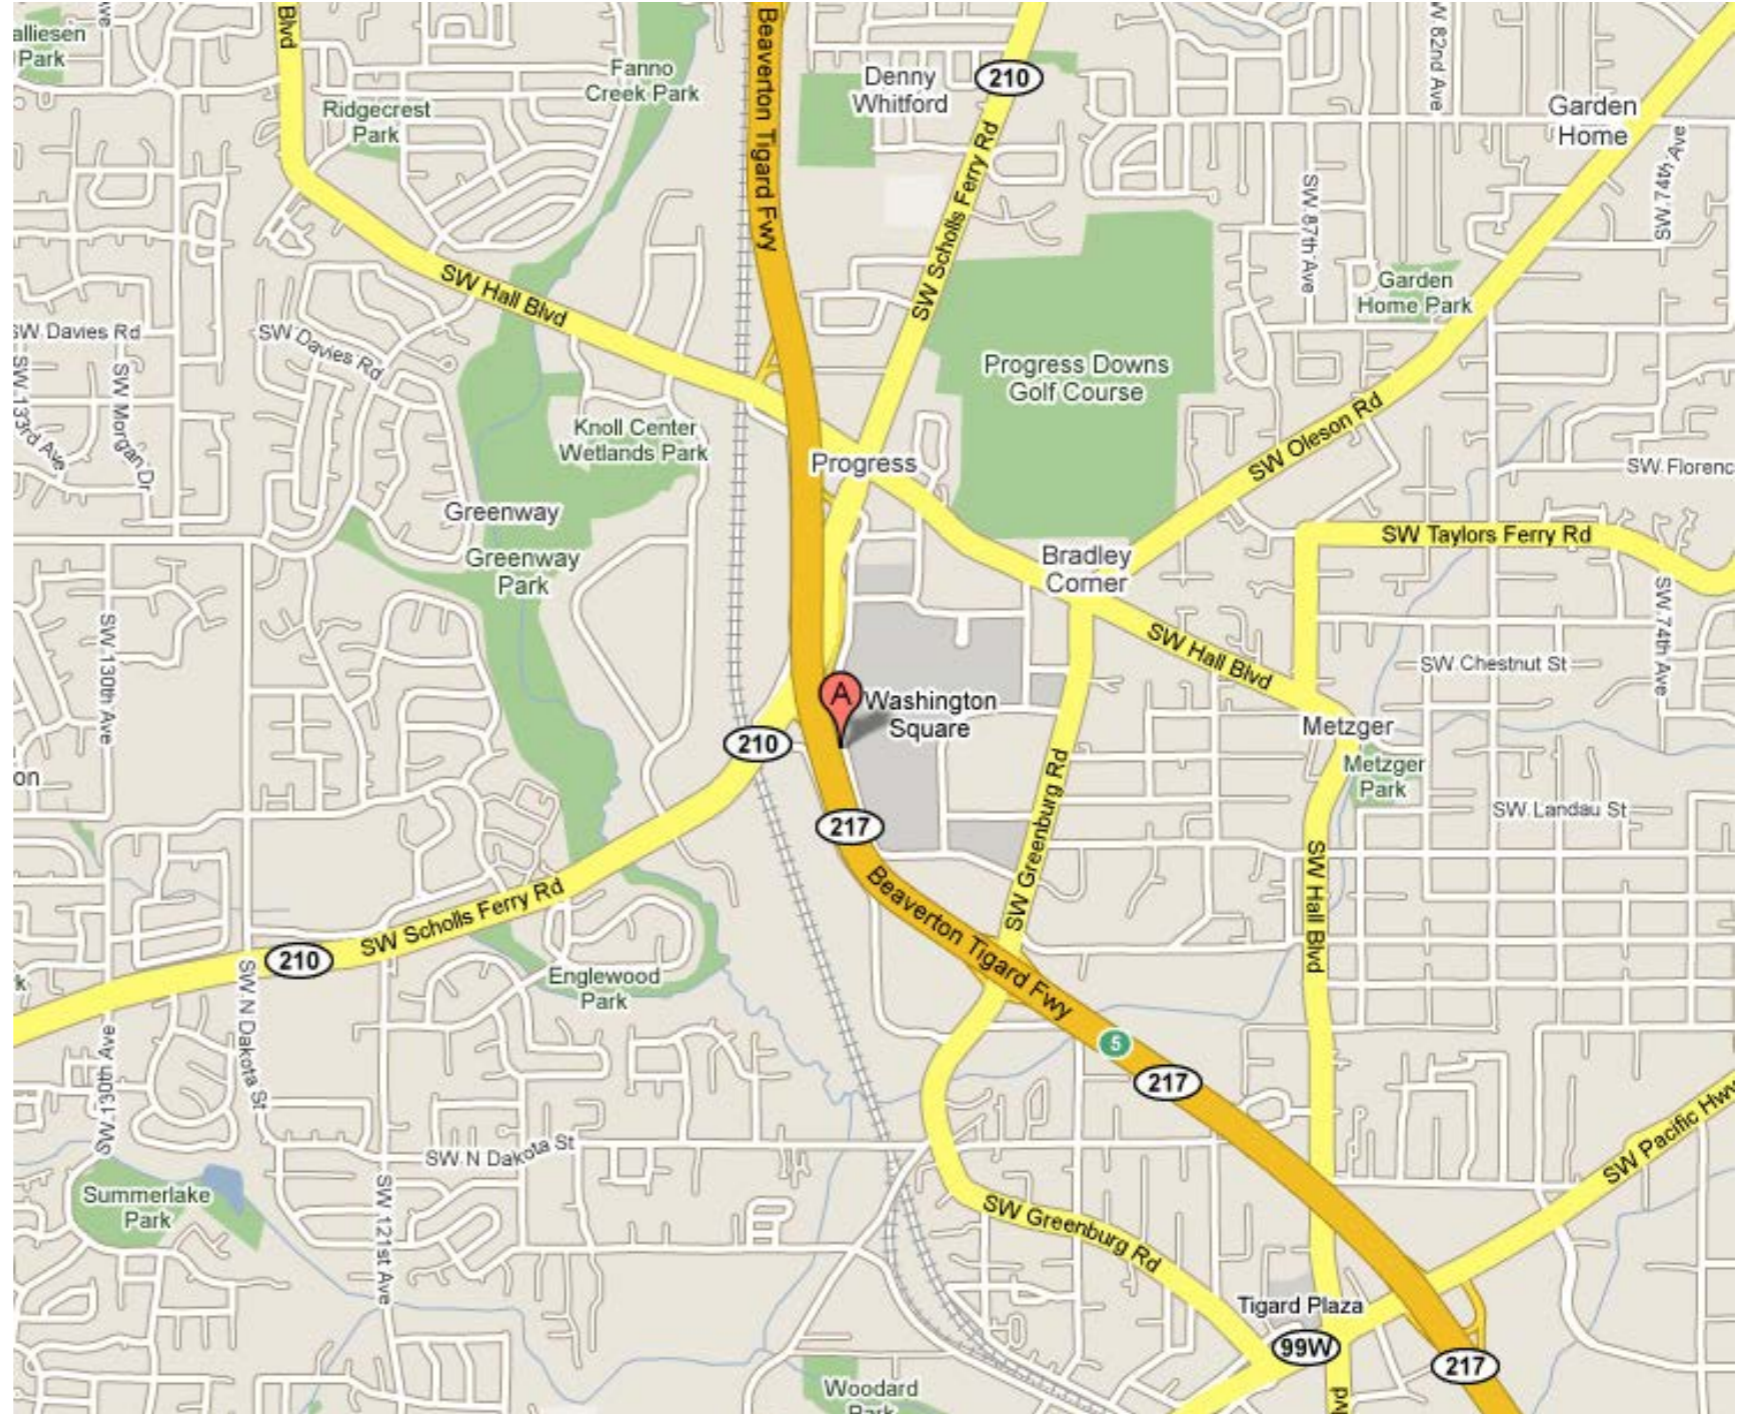 alliesen
Park
Ave
Blvd
Ridgecrest
Park
Fanno
Creek Park
Beaverton Tigard Fwy
Denny
Whitford
210
SW Scholls Ferry Rd
W 82nd Ave
Garden
Home
SW 74th Ave
SW 87th Ave
Garden
Home Park
SW Hall Blvd
SW Davies Rd
SW Davies Rd
SW 133rd Ave
SW Morgan Dr
Progress Downs
Golf Course
Knoll Center
Wetlands Park
Progress
SW Oleson Rd
SW Florenc
Greenway
Greenway
Park
Bradley
Corner
SW Taylors Ferry Rd
SW 130th Ave
SW Hall Blvd
SW Chestnut St
SW 74th Ave
A
Washington
Square
210
Metzger
Metzger
Park
on
217
SW Greenburg Rd
SW Landau St
SW Hall Blvd
Beaverton Tigard Fwy
SW Scholls Ferry Rd
210
k
Englewood
Park
SW N Dakota St
SW 130th Ave
5
217
SW N Dakota St
SW Pacific Hwy
Summerlake
Park
SW 121st Ave
SW Greenburg Rd
Tigard Plaza
99W
217
Woodard
Park
lvd